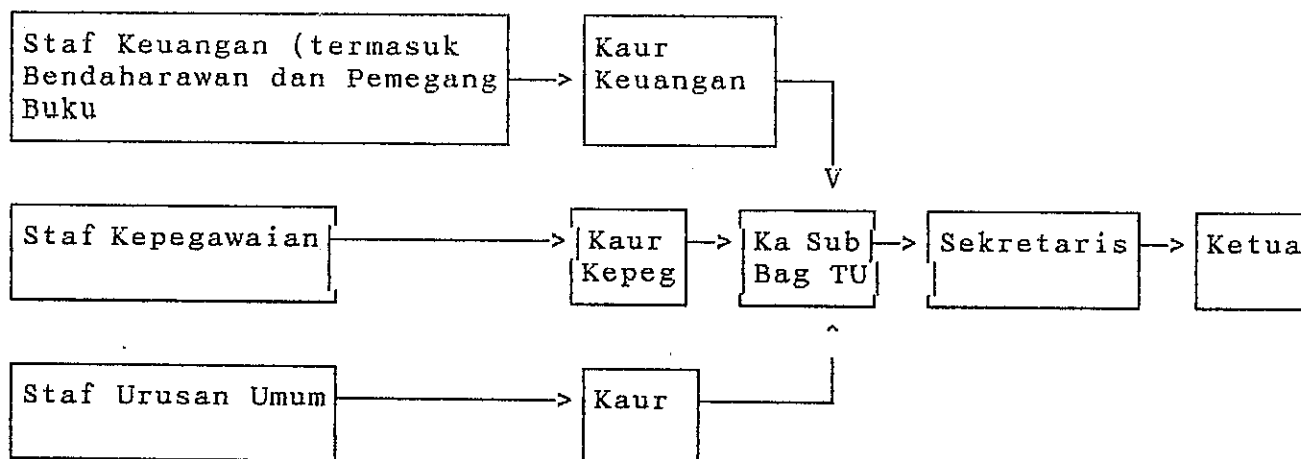 Staf Keuangan (termasuk
Bendaharawan dan Pemegang
Buku
Kaur
Keuangan
Staf Kepegawaian
Kaur
Kepeg
Ka Sub
Bag TU
Sekretaris
Ketua
Staf Urusan Umum
Kaur